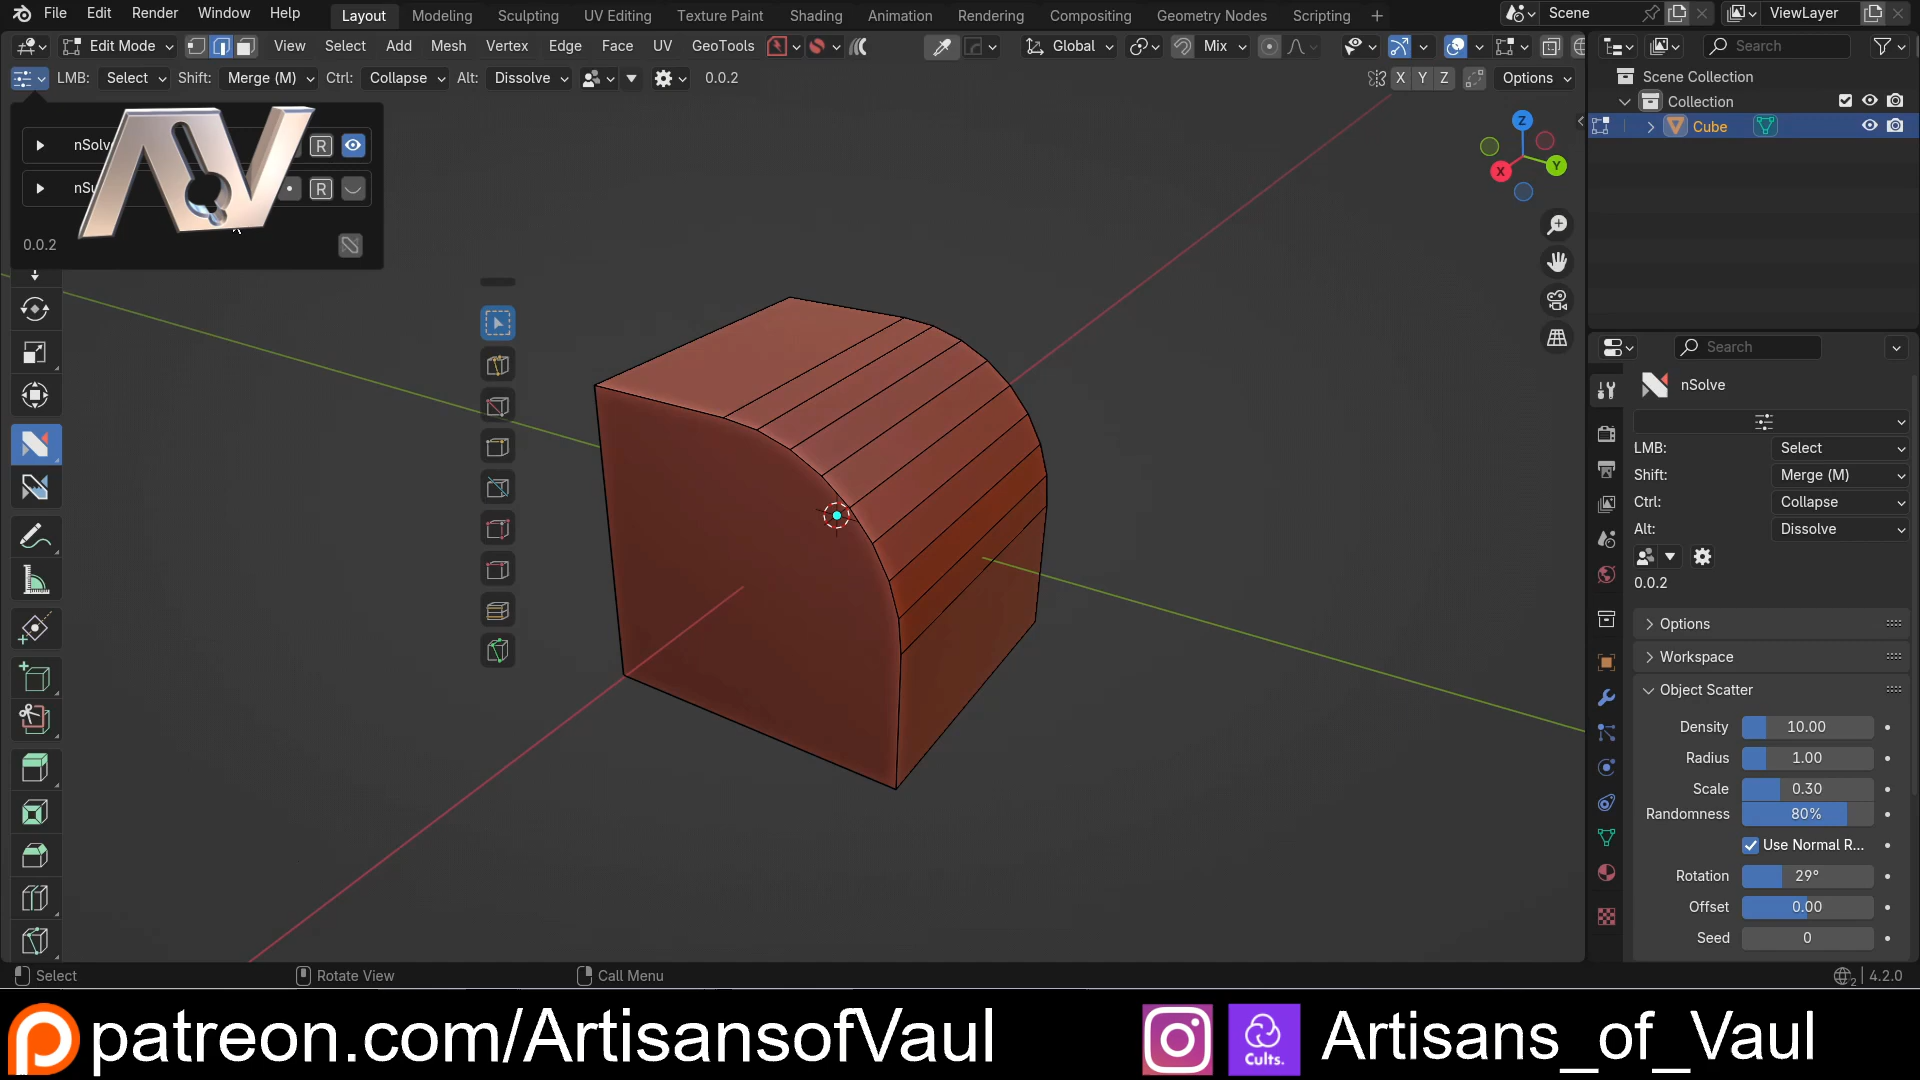 File Edit Render Window Help Layout Modeling Sculpting UV Editing Texture Paint Shading Animation Rendering Compositing Geometry Nodes Scripting + Scene ViewLayer
Edit Mode View Select Add Mesh Vertex Edge Face UV GeoTools Global Mix Search
LMB: Select Shift: Merge (M) Ctrl: Collapse Alt: Dissolve 0.0.2 X Y Z Options
Scene Collection
Collection
Cube
R
R
0.0.2
Z
Y
X
Search
nSolve
LMB: Select
Shift: Merge (M)
Ctrl: Collapse
Alt: Dissolve
0.0.2
Options
Workspace
Object Scatter
Density 10.00
Radius 1.00
Scale 0.30
Randomness 80%
Use Normal R...
Rotation 29°
Offset 0.00
Seed 0
Select Rotate View Call Menu 4.2.0
patreon.com/ArtisansofVaul Cults. Artisans_of_Vaul